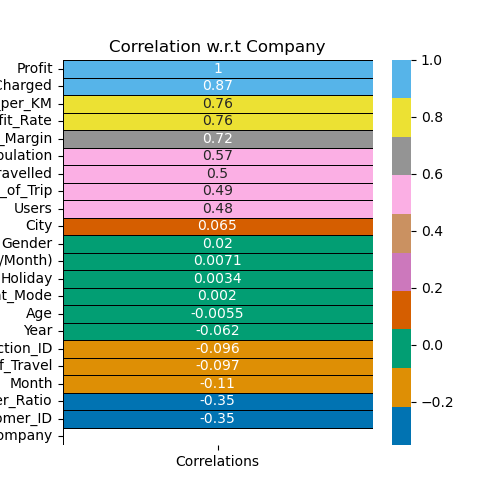 Correlation w.r.t Company
Profit 1
Charged 0.87
per_KM 0.76
fit_Rate 0.76
_Margin 0.72
pulation 0.57
ravelled 0.5
_of_Trip 0.49
Users 0.48
City 0.065
Gender 0.02
/Month) 0.0071
Holiday 0.0034
nt_Mode 0.002
Age -0.0055
Year -0.062
ction_ID -0.096
f_Travel -0.097
Month -0.11
er_Ratio -0.35
omer_ID -0.35
ompany
Correlations
1.0
0.8
0.6
0.4
0.2
0.0
−0.2